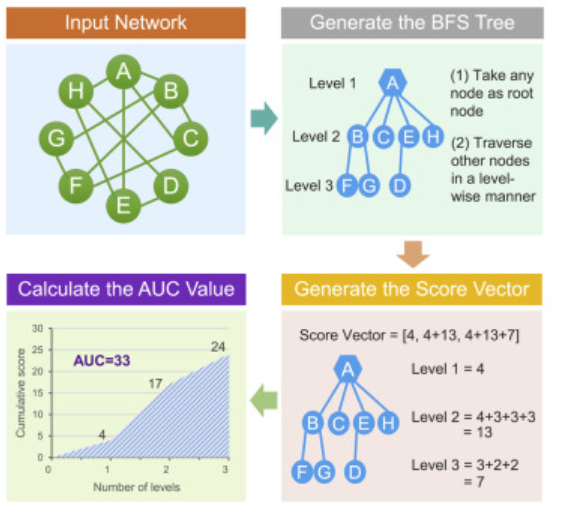 Input Network
A
B
C
D
E
F
G
H
Generate the BFS Tree
Level 1
A
Level 2
B C E H
Level 3
F G D
(1) Take any
node as root
node
(2) Traverse
other nodes
in a level-
wise manner
Calculate the AUC Value
Cumulative score
30
25
20
15
10
5
0
AUC=33
4
17
24
0 1 2 3
Number of levels
Generate the Score Vector
Score Vector = [4, 4+13, 4+13+7]
A
B C E H
F G D
Level 1 = 4
Level 2 = 4+3+3+3
= 13
Level 3 = 3+2+2
= 7